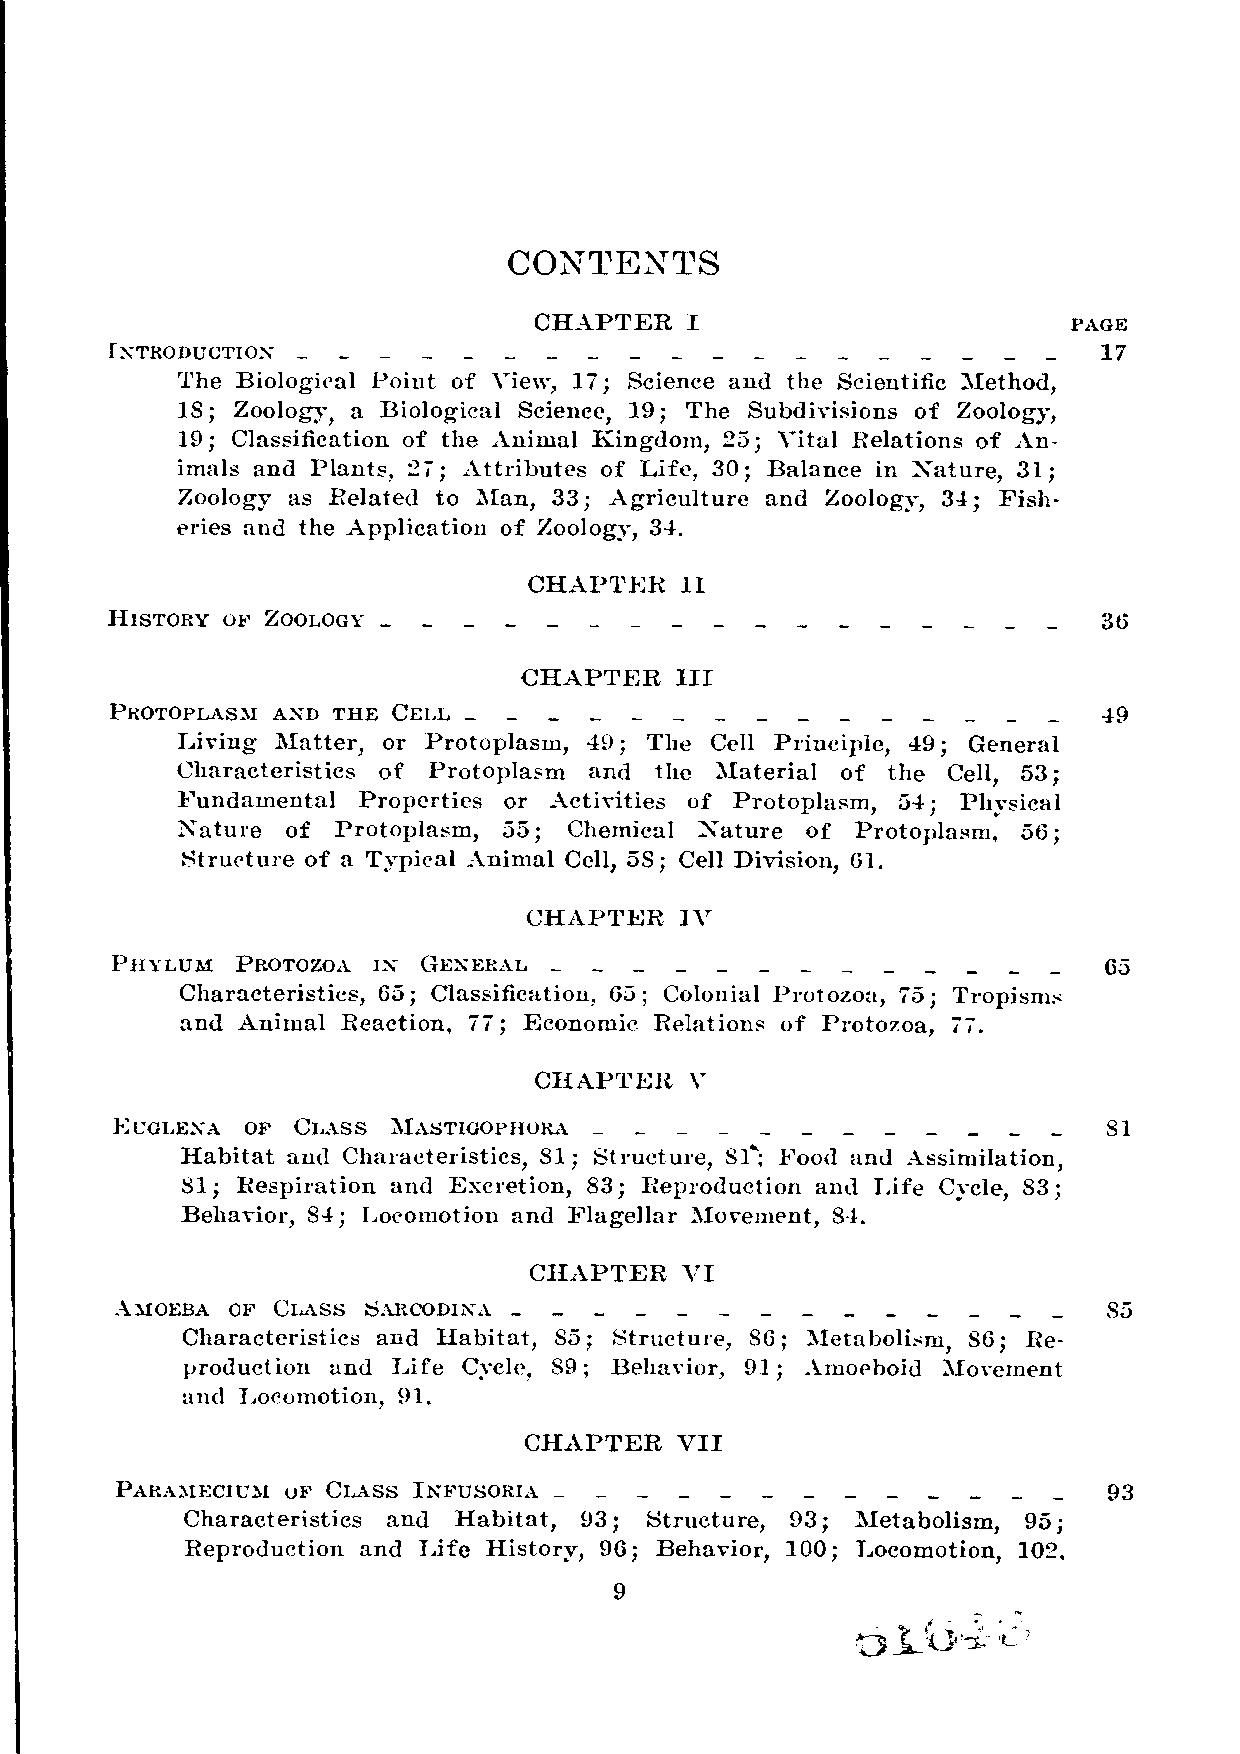 CONTENTS
CHAPTER I
PAGE
INTRODUCTION _ _ _ _ _ _ _ _ _ _ _ _ _ _ _ _ _ _ _ 17
The Biological Point of View, 17; Science and the Scientific Method,
18; Zoology, a Biological Science, 19; The Subdivisions of Zoology,
19; Classification of the Animal Kingdom, 25; Vital Relations of An-
imals and Plants, 27; Attributes of Life, 30; Balance in Nature, 31;
Zoology as Related to Man, 33; Agriculture and Zoology, 34; Fish-
eries and the Application of Zoology, 34.
CHAPTER II
HISTORY OF ZOOLOGY _ _ _ _ _ _ _ _ _ _ _ _ _ _ _ _ _ 36
CHAPTER III
PROTOPLASM AND THE CELL _ _ _ _ _ _ _ _ _ _ _ _ _ _ _ 49
Living Matter, or Protoplasm, 49; The Cell Principle, 49; General
Characteristics of Protoplasm and the Material of the Cell, 53;
Fundamental Properties or Activities of Protoplasm, 54; Physical
Nature of Protoplasm, 55; Chemical Nature of Protoplasm, 56;
Structure of a Typical Animal Cell, 58; Cell Division, 61.
CHAPTER IV
PHYLUM PROTOZOA IN GENERAL _ _ _ _ _ _ _ _ _ _ _ _ _ 65
Characteristics, 65; Classification, 65; Colonial Protozoa, 75; Tropisms
and Animal Reaction, 77; Economic Relations of Protozoa, 77.
CHAPTER V
EUGLENA OF CLASS MASTIGOPHORA _ _ _ _ _ _ _ _ _ _ _ _ 81
Habitat and Characteristics, 81; Structure, 81; Food and Assimilation,
81; Respiration and Excretion, 83; Reproduction and Life Cycle, 83;
Behavior, 84; Locomotion and Flagellar Movement, 84.
CHAPTER VI
AMOEBA OF CLASS SARCODINA _ _ _ _ _ _ _ _ _ _ _ _ _ _ 85
Characteristics and Habitat, 85; Structure, 86; Metabolism, 86; Re-
production and Life Cycle, 89; Behavior, 91; Amoeboid Movement
and Locomotion, 91.
CHAPTER VII
PARAMECIUM OF CLASS INFUSORIA _ _ _ _ _ _ _ _ _ _ _ _ _ 93
Characteristics and Habitat, 93; Structure, 93; Metabolism, 95;
Reproduction and Life History, 96; Behavior, 100; Locomotion, 102.
9